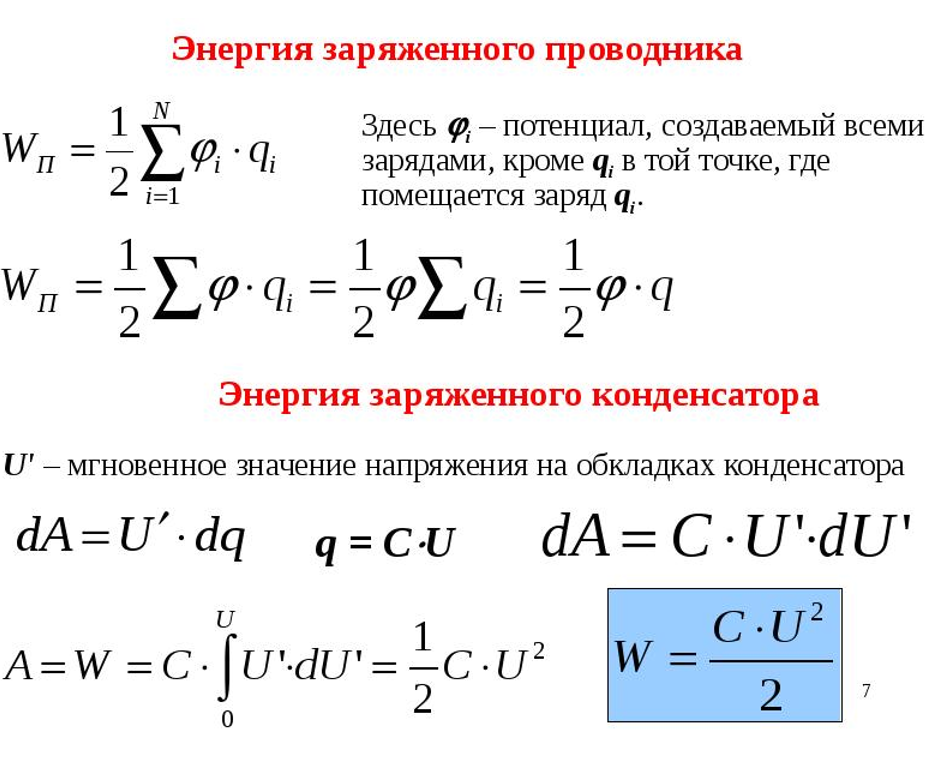 Энергия заряженного проводника
W_П = 1/2 ∑_{i=1}^{N} φ_i · q_i
Здесь φ_i – потенциал, создаваемый всеми
зарядами, кроме q_i в той точке, где
помещается заряд q_i.
W_П = 1/2 ∑ φ · q_i = 1/2 φ ∑ q_i = 1/2 φ · q
Энергия заряженного конденсатора
U' – мгновенное значение напряжения на обкладках конденсатора
dA = U′ · dq q = C·U dA = C · U'·dU'
A = W = C · ∫_0^U U'·dU' = 1/2 C · U^2 W = C · U^2 / 2
7